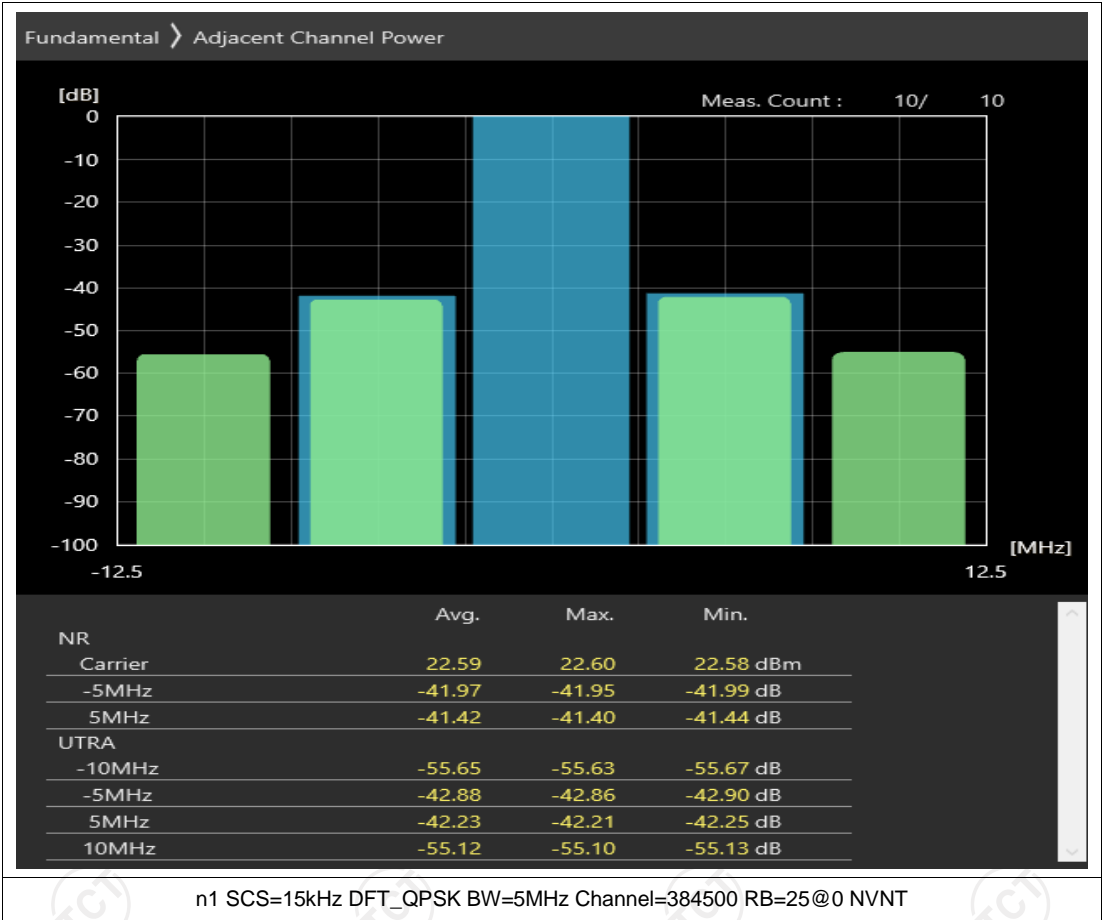 Fundamental ❯ Adjacent Channel Power
[dB]
Meas. Count : 10/ 10
0
-10
-20
-30
-40
-50
-60
-70
-80
-90
-100
[MHz]
-12.5 12.5
Avg. Max. Min.
NR
Carrier 22.59 22.60 22.58 dBm
-5MHz -41.97 -41.95 -41.99 dB
5MHz -41.42 -41.40 -41.44 dB
UTRA
-10MHz -55.65 -55.63 -55.67 dB
-5MHz -42.88 -42.86 -42.90 dB
5MHz -42.23 -42.21 -42.25 dB
10MHz -55.12 -55.10 -55.13 dB
n1 SCS=15kHz DFT_QPSK BW=5MHz Channel=384500 RB=25@0 NVNT
TCT TCT TCT TCT